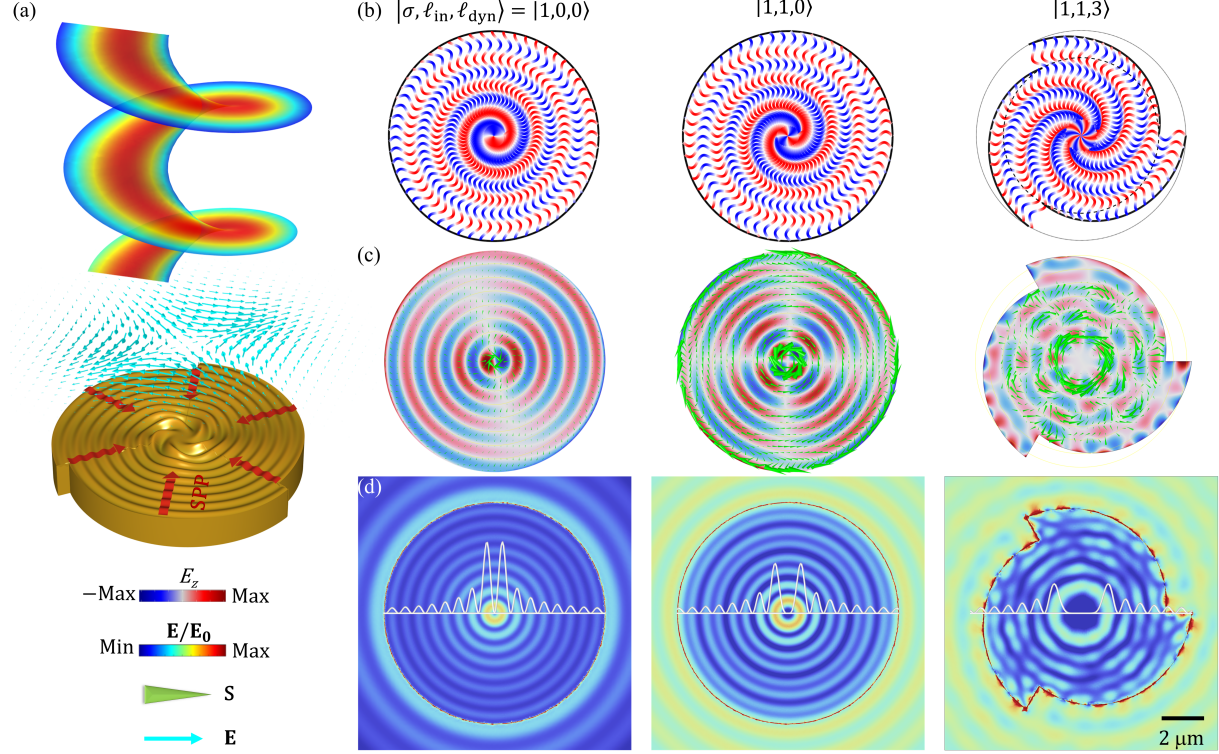 (a)
(b)
|σ, ℓin, ℓdyn⟩ = |1,0,0⟩
|1,1,0⟩
|1,1,3⟩
(c)
(d)
SPP
Ez
−Max
Max
E/E0
Min
Max
S
E
2 μm